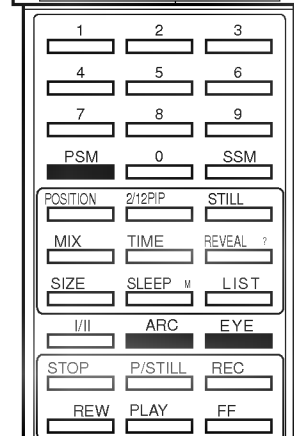 1 2 3
4 5 6
7 8 9
PSM 0 SSM
POSITION 2/12PIP STILL
MIX TIME REVEAL ?
SIZE SLEEP M LIST
I/II ARC EYE
STOP P/STILL REC
REW PLAY FF